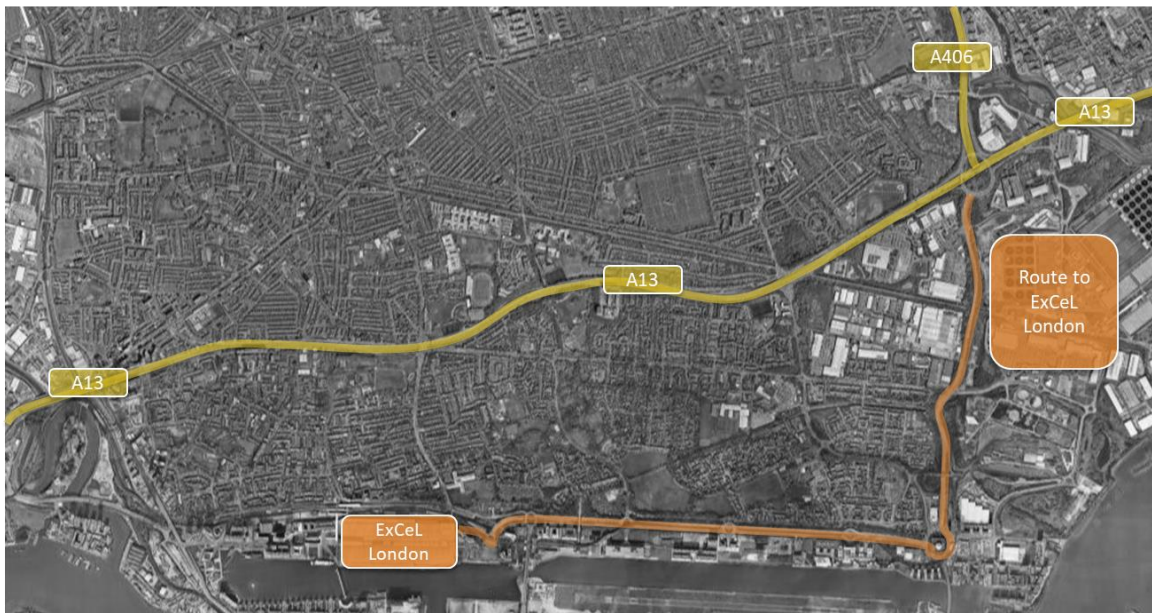 A406
A13
Route to
ExCeL
London
A13
A13
ExCeL
London